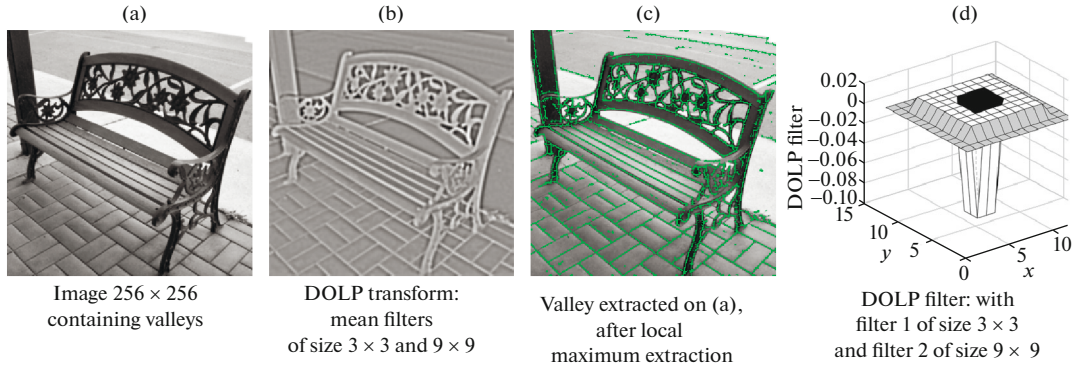 (a)
(b)
(c)
(d)
Image 256 × 256
containing valleys
DOLP transform:
mean filters
of size 3 × 3 and 9 × 9
Valley extracted on (a),
after local
maximum extraction
DOLP filter
0.02
0
−0.02
−0.04
−0.06
−0.08
−0.10
15
10
5
0
y
5
10
x
DOLP filter: with
filter 1 of size 3 × 3
and filter 2 of size 9 × 9